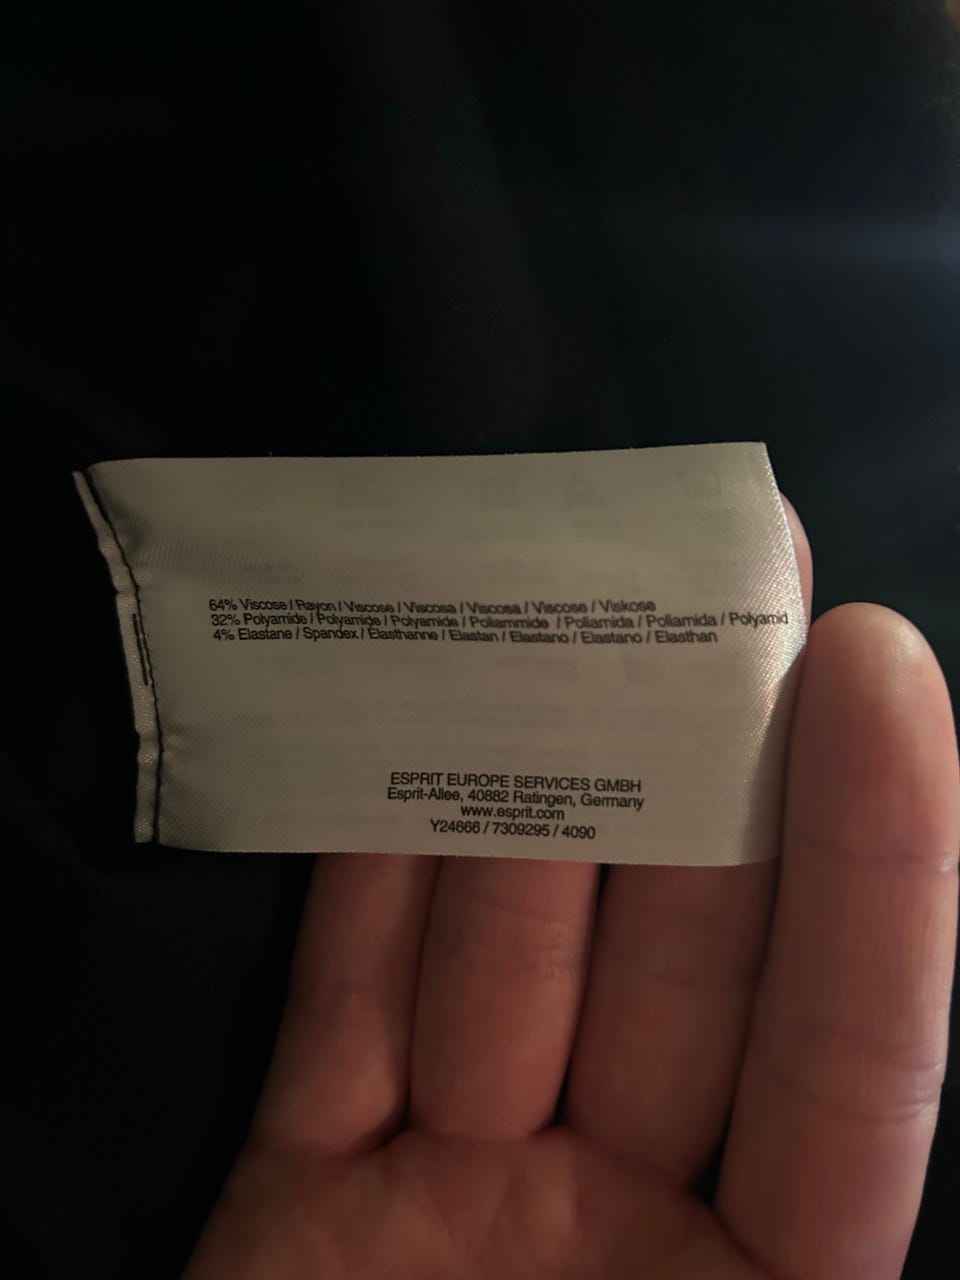 64% Viscose / Rayon / Viscose / Viscosa / Viscosa / Viscose / Viskose
32% Polyamide / Polyamide / Polyamide / Poliammide / Poliamida / Poliamida / Polyamid
4% Elastane / Spandex / Elasthanne / Elastan / Elastano / Elastano / Elasthan
ESPRIT EUROPE SERVICES GMBH
Esprit-Allee, 40882 Ratingen, Germany
www.esprit.com
Y24666 / 7309295 / 4090